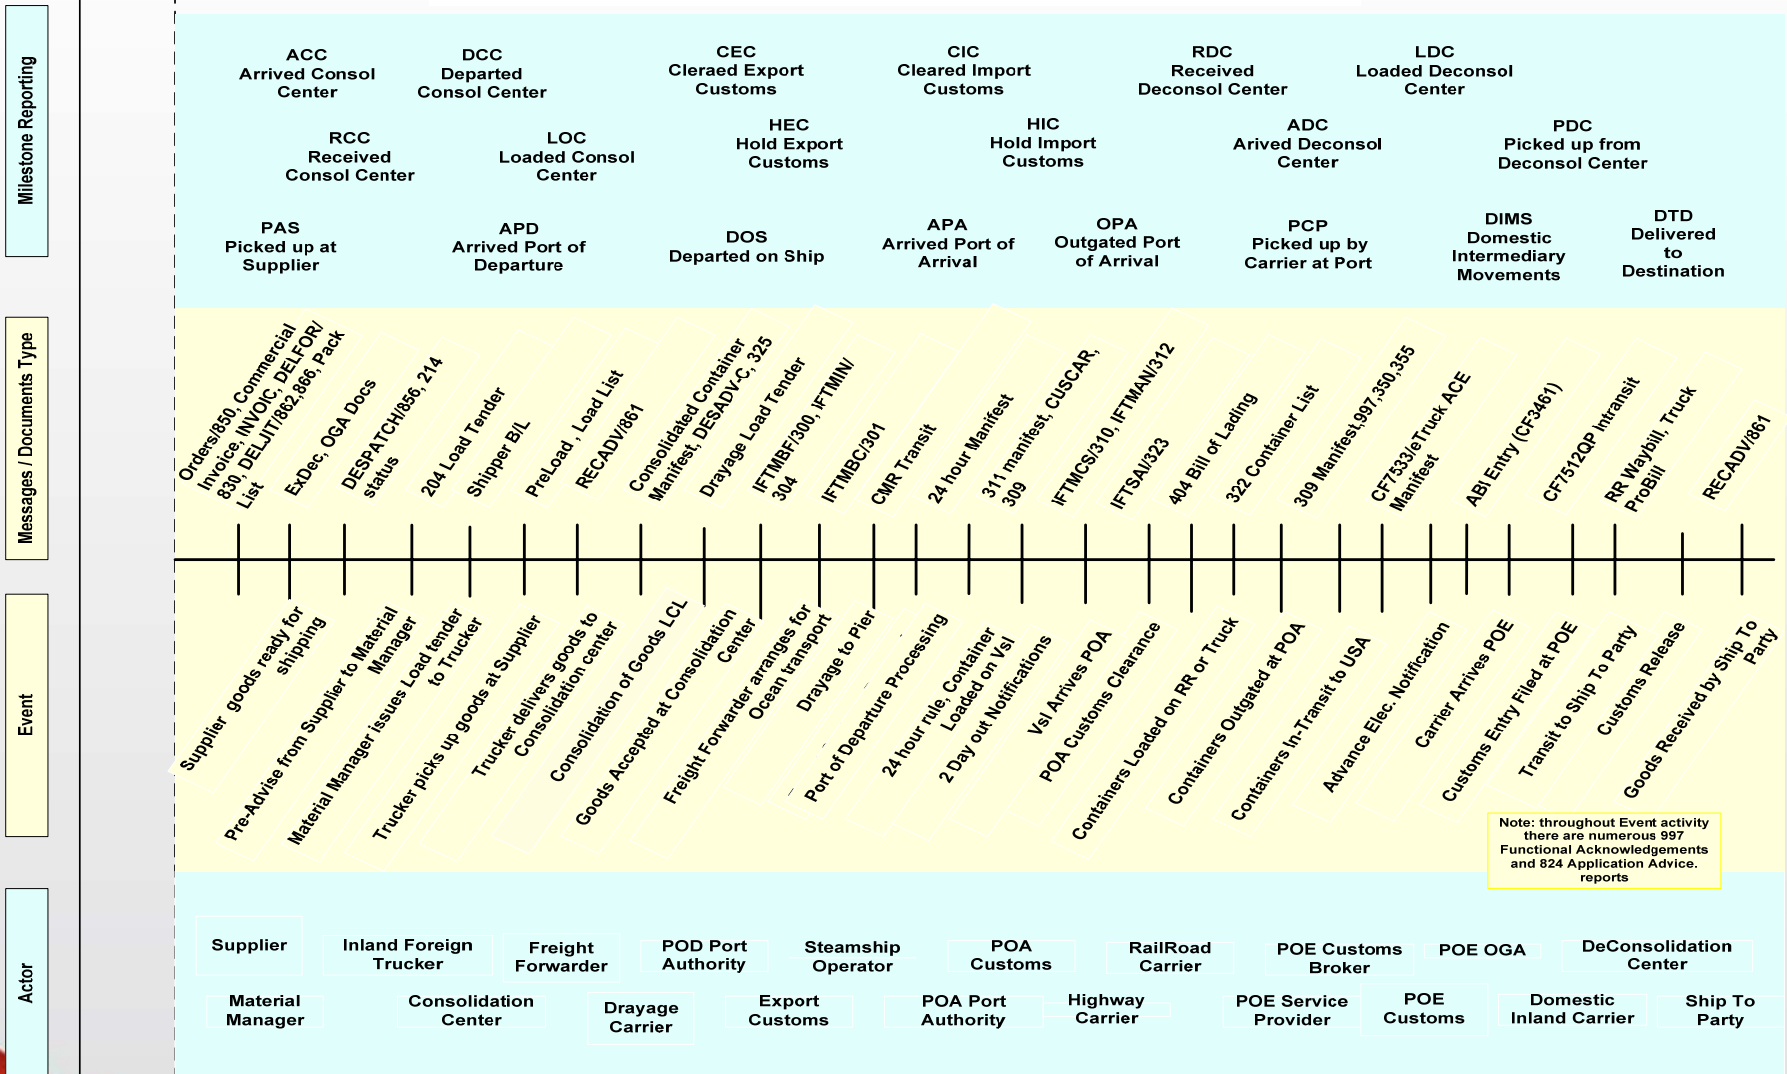 Milestone Reporting
ACC
Arrived Consol
Center
DCC
Departed
Consol Center
CEC
Cleraed Export
Customs
CIC
Cleared Import
Customs
RDC
Received
Deconsol Center
LDC
Loaded Deconsol
Center
RCC
Received
Consol Center
LOC
Loaded Consol
Center
HEC
Hold Export
Customs
HIC
Hold Import
Customs
ADC
Arived Deconsol
Center
PDC
Picked up from
Deconsol Center
PAS
Picked up at
Supplier
APD
Arrived Port of
Departure
DOS
Departed on Ship
APA
Arrived Port of
Arrival
OPA
Outgated Port
of Arrival
PCP
Picked up by
Carrier at Port
DIMS
Domestic
Intermediary
Movements
DTD
Delivered
to
Destination
Messages / Documents Type
Orders/850, Commercial
Invoice, INVOIC, DELFOR/
830, DELJIT/862,866, Pack
List
ExDec, OGA Docs
DESPATCH/856, 214
status
204 Load Tender
Shipper B/L
PreLoad , Load List
RECADV/861
Consolidated Container
Manifest, DESADV-C, 325
Drayage Load Tender
IFTMBF/300, IFTMIN/
304
IFTMBC/301
CMR Transit
24 hour Manifest
311 manifest, CUSCAR,
309
IFTMCS/310, IFTMAN/312
IFTSAI/323
404 Bill of Lading
322 Container List
309 Manifest,997,350,355
CF7533/eTruck ACE
Manifest
ABI Entry (CF3461)
CF7512QP Intransit
RR Waybill, Truck
ProBill
RECADV/861
Event
Supplier goods ready for
shipping
Pre-Advise from Supplier to Material
Manager
Material Manager issues Load tender
to Trucker
Trucker picks up goods at Supplier
Trucker delivers goods to
Consolidation center
Consolidation of Goods LCL
Goods Accepted at Consolidation
Center
Freight Forwarder arranges for
Ocean transport
Drayage to Pier
Port of Departure Processing
24 hour rule, Container
Loaded on Vsl
2 Day out Notifications
Vsl Arrives POA
POA Customs Clearance
Containers Loaded on RR or Truck
Containers Outgated at POA
Containers In-Transit to USA
Advance Elec. Notification
Carrier Arrives POE
Customs Entry Filed at POE
Transit to Ship To Party
Customs Release
Goods Received by Ship To
Party
Note: throughout Event activity
there are numerous 997
Functional Acknowledgements
and 824 Application Advice.
reports
Actor
Supplier
Inland Foreign
Trucker
Freight
Forwarder
POD Port
Authority
Steamship
Operator
POA
Customs
RailRoad
Carrier
POE Customs
Broker
POE OGA
DeConsolidation
Center
Material
Manager
Consolidation
Center
Drayage
Carrier
Export
Customs
POA Port
Authority
Highway
Carrier
POE Service
Provider
POE
Customs
Domestic
Inland Carrier
Ship To
Party